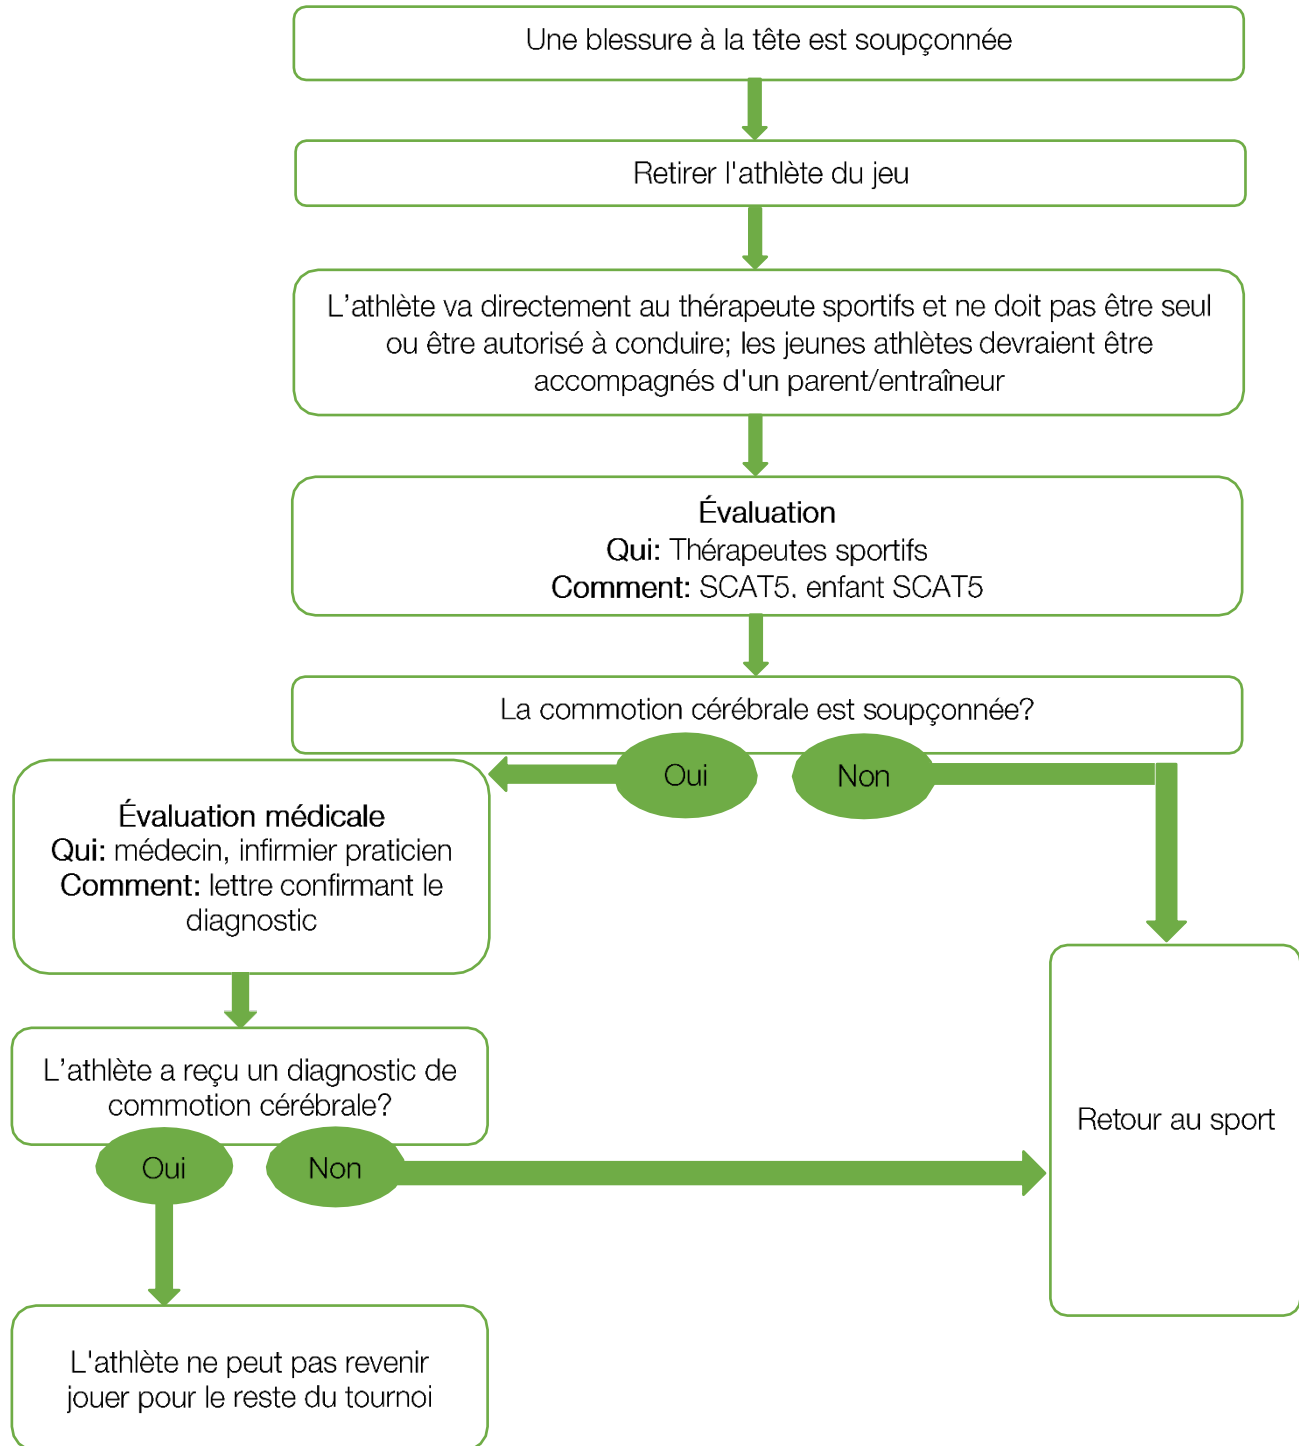 Une blessure à la tête est soupçonnée
Retirer l'athlète du jeu
L’athlète va directement au thérapeute sportifs et ne doit pas être seul
ou être autorisé à conduire; les jeunes athlètes devraient être
accompagnés d'un parent/entraîneur
Évaluation
Qui: Thérapeutes sportifs
Comment: SCAT5, enfant SCAT5
La commotion cérébrale est soupçonnée?
Oui
Non
Évaluation médicale
Qui: médecin, infirmier praticien
Comment: lettre confirmant le
diagnostic
L’athlète a reçu un diagnostic de
commotion cérébrale?
Oui
Non
Retour au sport
L'athlète ne peut pas revenir
jouer pour le reste du tournoi